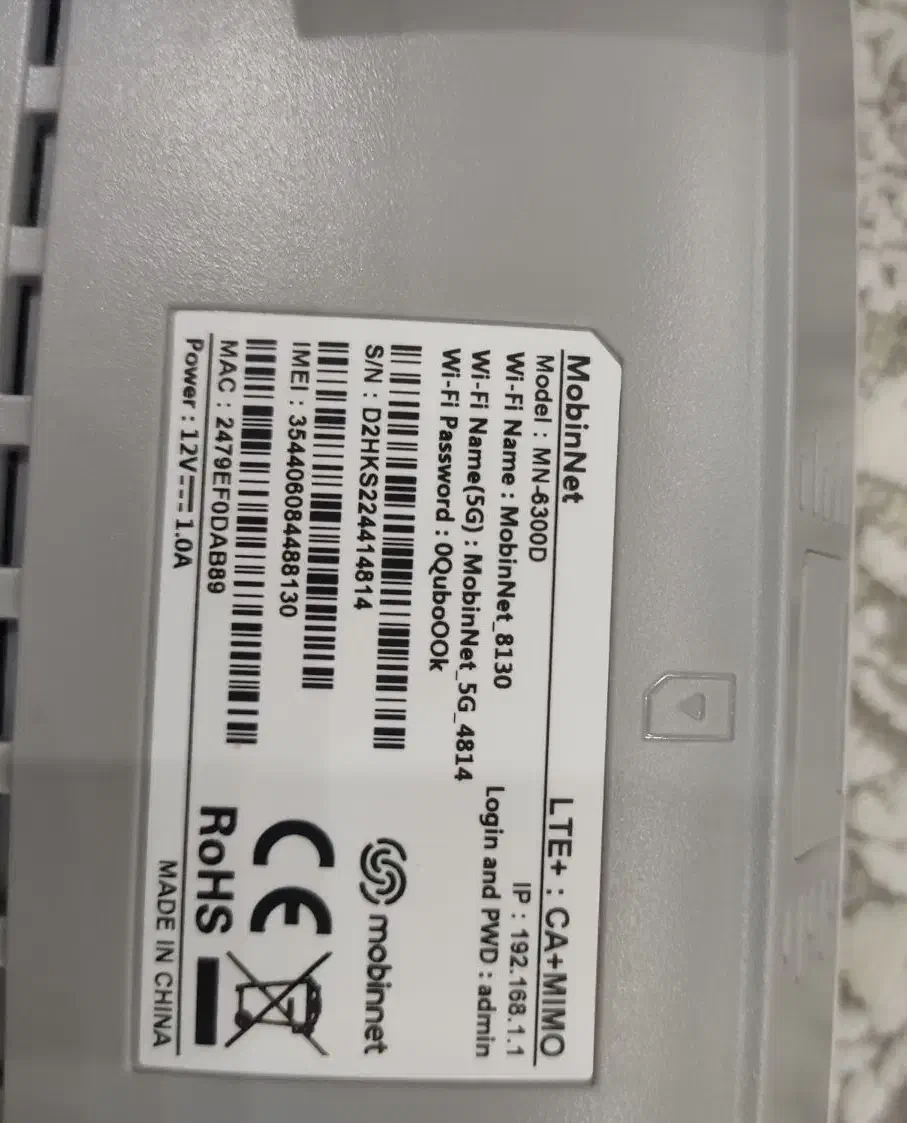 MobinNet
LTE+ : CA+MIMO
Model : MN-6300D
IP : 192.168.1.1
Wi-Fi Name : MobinNet_8130
Login and PWD : admin
Wi-Fi Name(5G) : MobinNet_5G_4814
Wi-Fi Password : 0QuboOOk
S/N : D2HKS224414814
mobinnet
IMEI : 354406084488130
CE
MAC : 2479EF0DAB89
RoHS
Power : 12V⎓1.0A
MADE IN CHINA